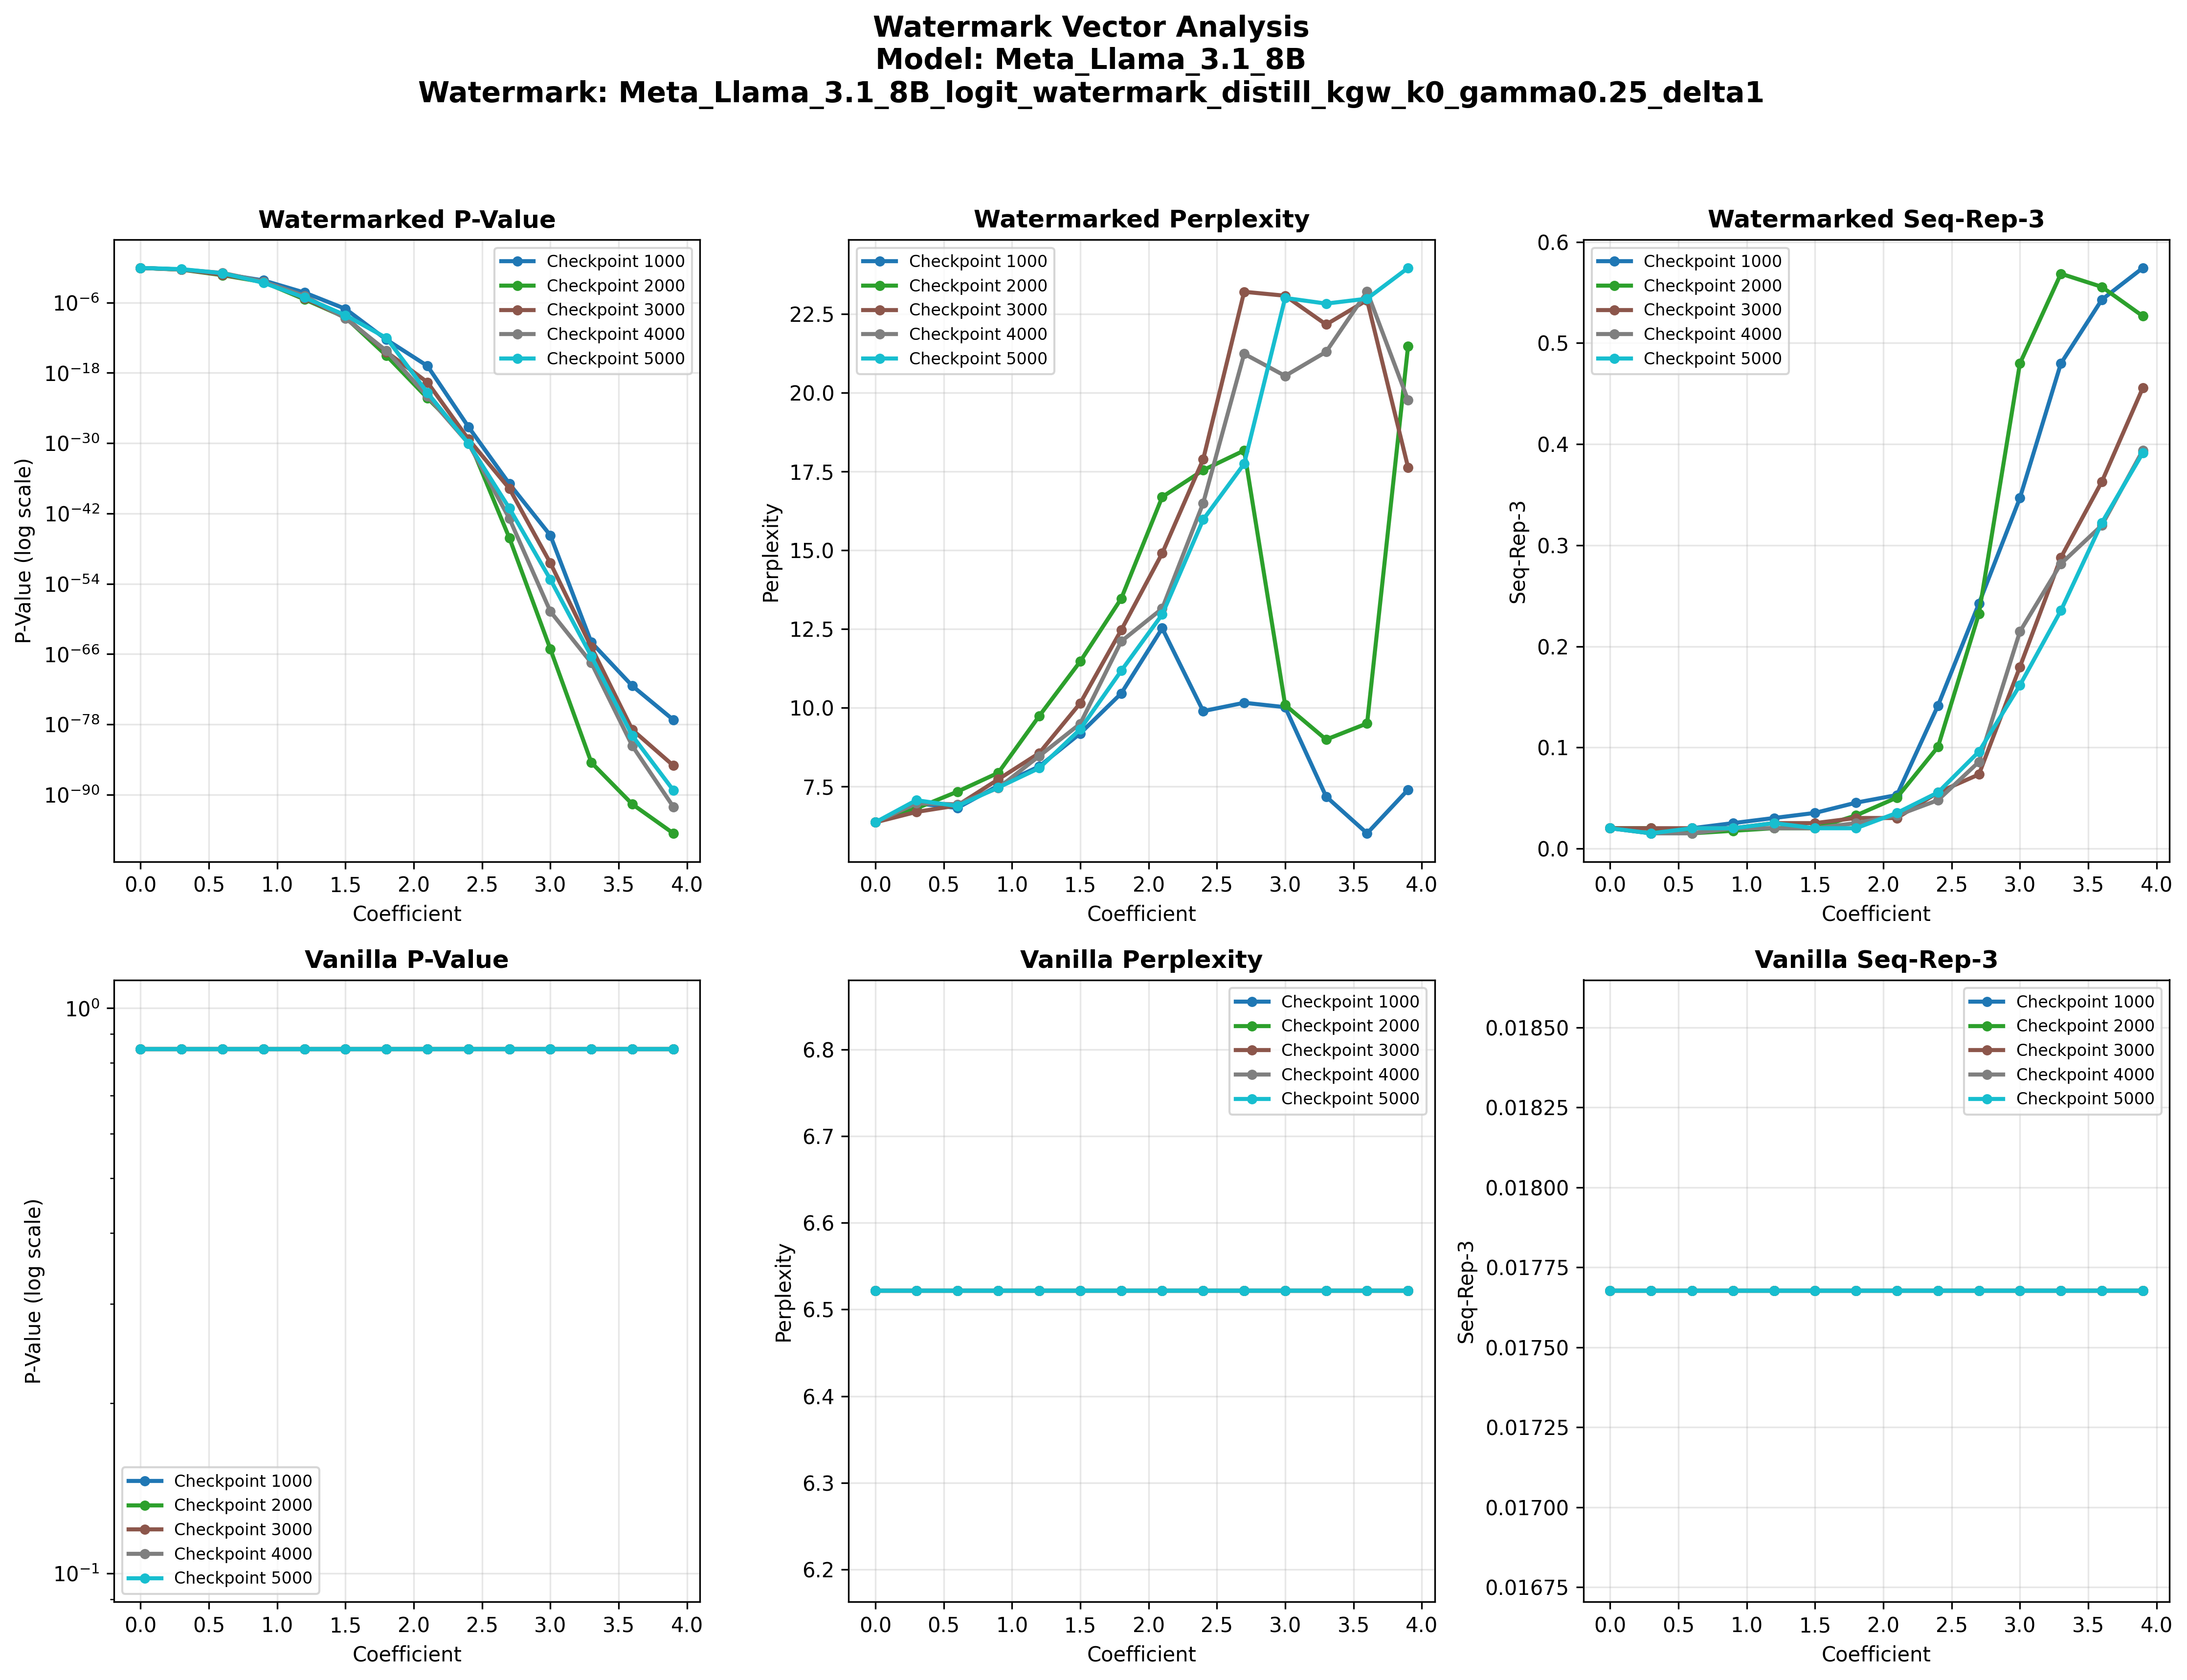 Watermark Vector Analysis
Model: Meta_Llama_3.1_8B
Watermark: Meta_Llama_3.1_8B_logit_watermark_distill_kgw_k0_gamma0.25_delta1
Watermarked P-Value
P-Value (log scale)
10^-6
10^-18
10^-30
10^-42
10^-54
10^-66
10^-78
10^-90
Checkpoint 1000
Checkpoint 2000
Checkpoint 3000
Checkpoint 4000
Checkpoint 5000
0.0 0.5 1.0 1.5 2.0 2.5 3.0 3.5 4.0
Coefficient
Watermarked Perplexity
Perplexity
22.5
20.0
17.5
15.0
12.5
10.0
7.5
Checkpoint 1000
Checkpoint 2000
Checkpoint 3000
Checkpoint 4000
Checkpoint 5000
0.0 0.5 1.0 1.5 2.0 2.5 3.0 3.5 4.0
Coefficient
Watermarked Seq-Rep-3
Seq-Rep-3
0.6
0.5
0.4
0.3
0.2
0.1
0.0
Checkpoint 1000
Checkpoint 2000
Checkpoint 3000
Checkpoint 4000
Checkpoint 5000
0.0 0.5 1.0 1.5 2.0 2.5 3.0 3.5 4.0
Coefficient
Vanilla P-Value
P-Value (log scale)
10^0
10^-1
Checkpoint 1000
Checkpoint 2000
Checkpoint 3000
Checkpoint 4000
Checkpoint 5000
0.0 0.5 1.0 1.5 2.0 2.5 3.0 3.5 4.0
Coefficient
Vanilla Perplexity
Perplexity
6.8
6.7
6.6
6.5
6.4
6.3
6.2
Checkpoint 1000
Checkpoint 2000
Checkpoint 3000
Checkpoint 4000
Checkpoint 5000
0.0 0.5 1.0 1.5 2.0 2.5 3.0 3.5 4.0
Coefficient
Vanilla Seq-Rep-3
Seq-Rep-3
0.01850
0.01825
0.01800
0.01775
0.01750
0.01725
0.01700
0.01675
Checkpoint 1000
Checkpoint 2000
Checkpoint 3000
Checkpoint 4000
Checkpoint 5000
0.0 0.5 1.0 1.5 2.0 2.5 3.0 3.5 4.0
Coefficient